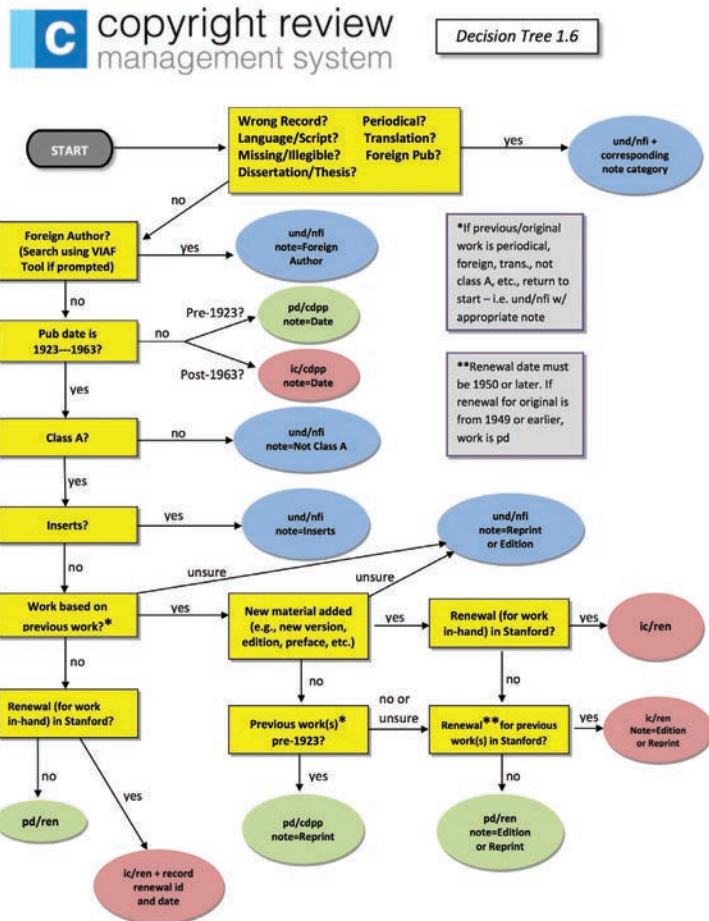 C copyright review
management system
Decision Tree 1.6
START
Wrong Record? Periodical?
Language/Script? Translation?
Missing/Illegible? Foreign Pub?
Dissertation/Thesis?
yes
und/nfi +
corresponding
note category
no
Foreign Author?
(Search using VIAF
Tool if prompted)
yes
und/nfi
note=Foreign
Author
*If previous/original
work is periodical,
foreign, trans., not
class A, etc., return to
start – i.e. und/nfi w/
appropriate note
no
Pub date is
1923---1963?
no
Pre-1923?
pd/cdpp
note=Date
Post-1963?
ic/cdpp
note=Date
**Renewal date must
be 1950 or later. If
renewal for original is
from 1949 or earlier,
work is pd
yes
Class A?
no
und/nfi
note=Not Class A
yes
Inserts?
yes
und/nfi
note=Inserts
und/nfi
note=Reprint
or Edition
no
unsure
unsure
Work based on
previous work?*
yes
New material added
(e.g., new version,
edition, preface, etc.)
yes
Renewal (for work
in-hand) in Stanford?
yes
ic/ren
no
no
no
Renewal (for work
in-hand) in Stanford?
Previous work(s)*
pre-1923?
no or
unsure
Renewal** for previous
work(s) in Stanford?
yes
ic/ren
Note=Edition
or Reprint
no
yes
yes
no
pd/ren
pd/cdpp
note=Reprint
pd/ren
note=Edition
or Reprint
ic/ren + record
renewal id
and date